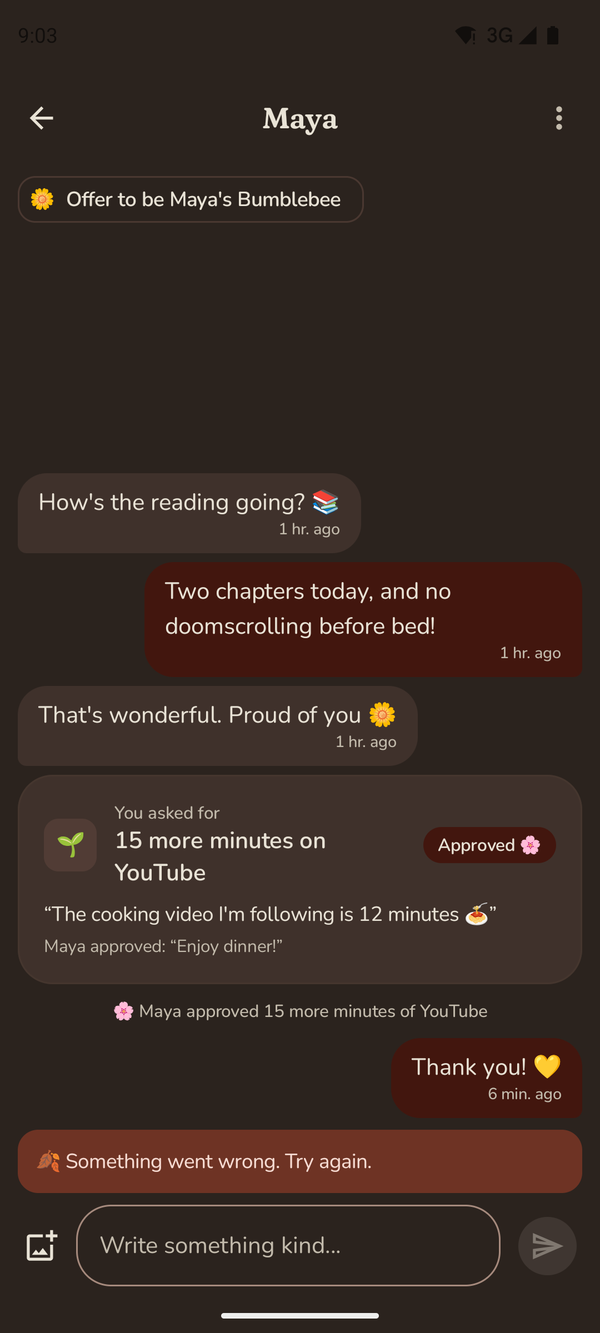 9:03
3G
Maya
🌼 Offer to be Maya's Bumblebee
How's the reading going? 📚
1 hr. ago
Two chapters today, and no
doomscrolling before bed!
1 hr. ago
That's wonderful. Proud of you 🌼
1 hr. ago
You asked for
15 more minutes on
YouTube
Approved 🌸
“The cooking video I'm following is 12 minutes 🍝”
Maya approved: “Enjoy dinner!”
🌸 Maya approved 15 more minutes of YouTube
Thank you! 💛
6 min. ago
🍂 Something went wrong. Try again.
Write something kind...